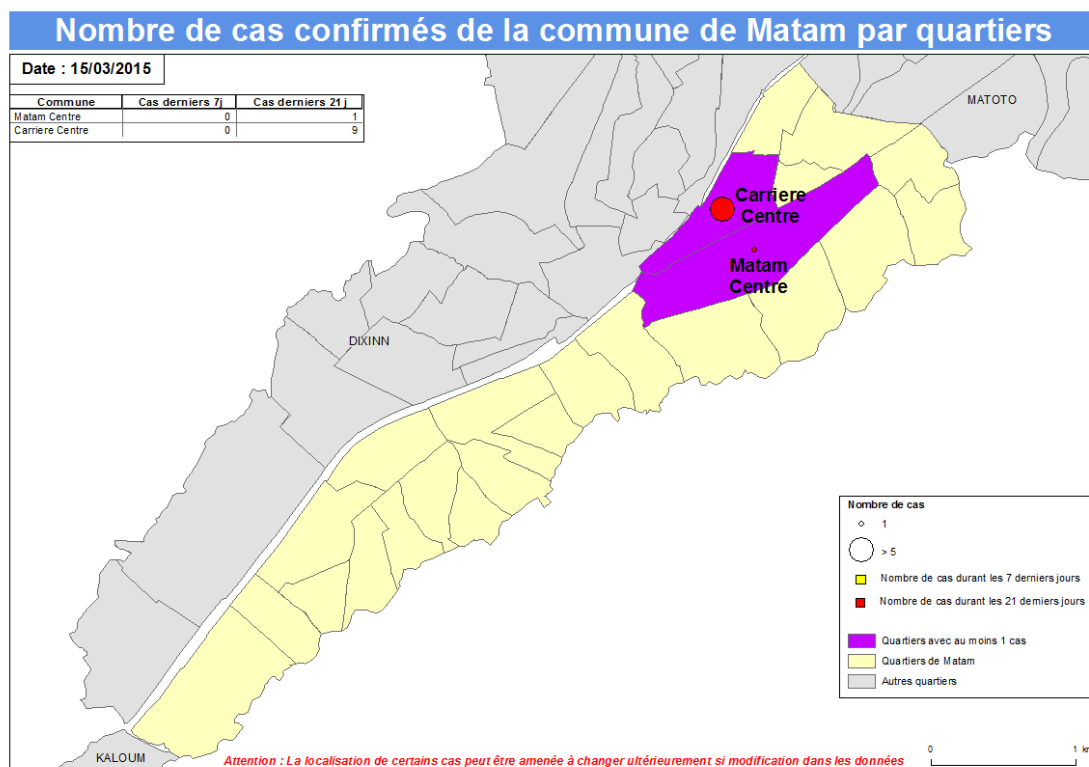 Nombre de cas confirmés de la commune de Matam par quartiers
Date : 15/03/2015
Commune Cas derniers 7j Cas derniers 21 j
Matam Centre 0 1
Carriere Centre 0 9
MATOTO
Carriere
Centre
Matam
Centre
DIXINN
KALOUM
Nombre de cas
1
> 5
Nombre de cas durant les 7 derniers jours
Nombre de cas durant les 21 derniers jours
Quartiers avec au moins 1 cas
Quartiers de Matam
Autres quartiers
0 1 km
Attention : La localisation de certains cas peut être amenée à changer ultérieurement si modification dans les données